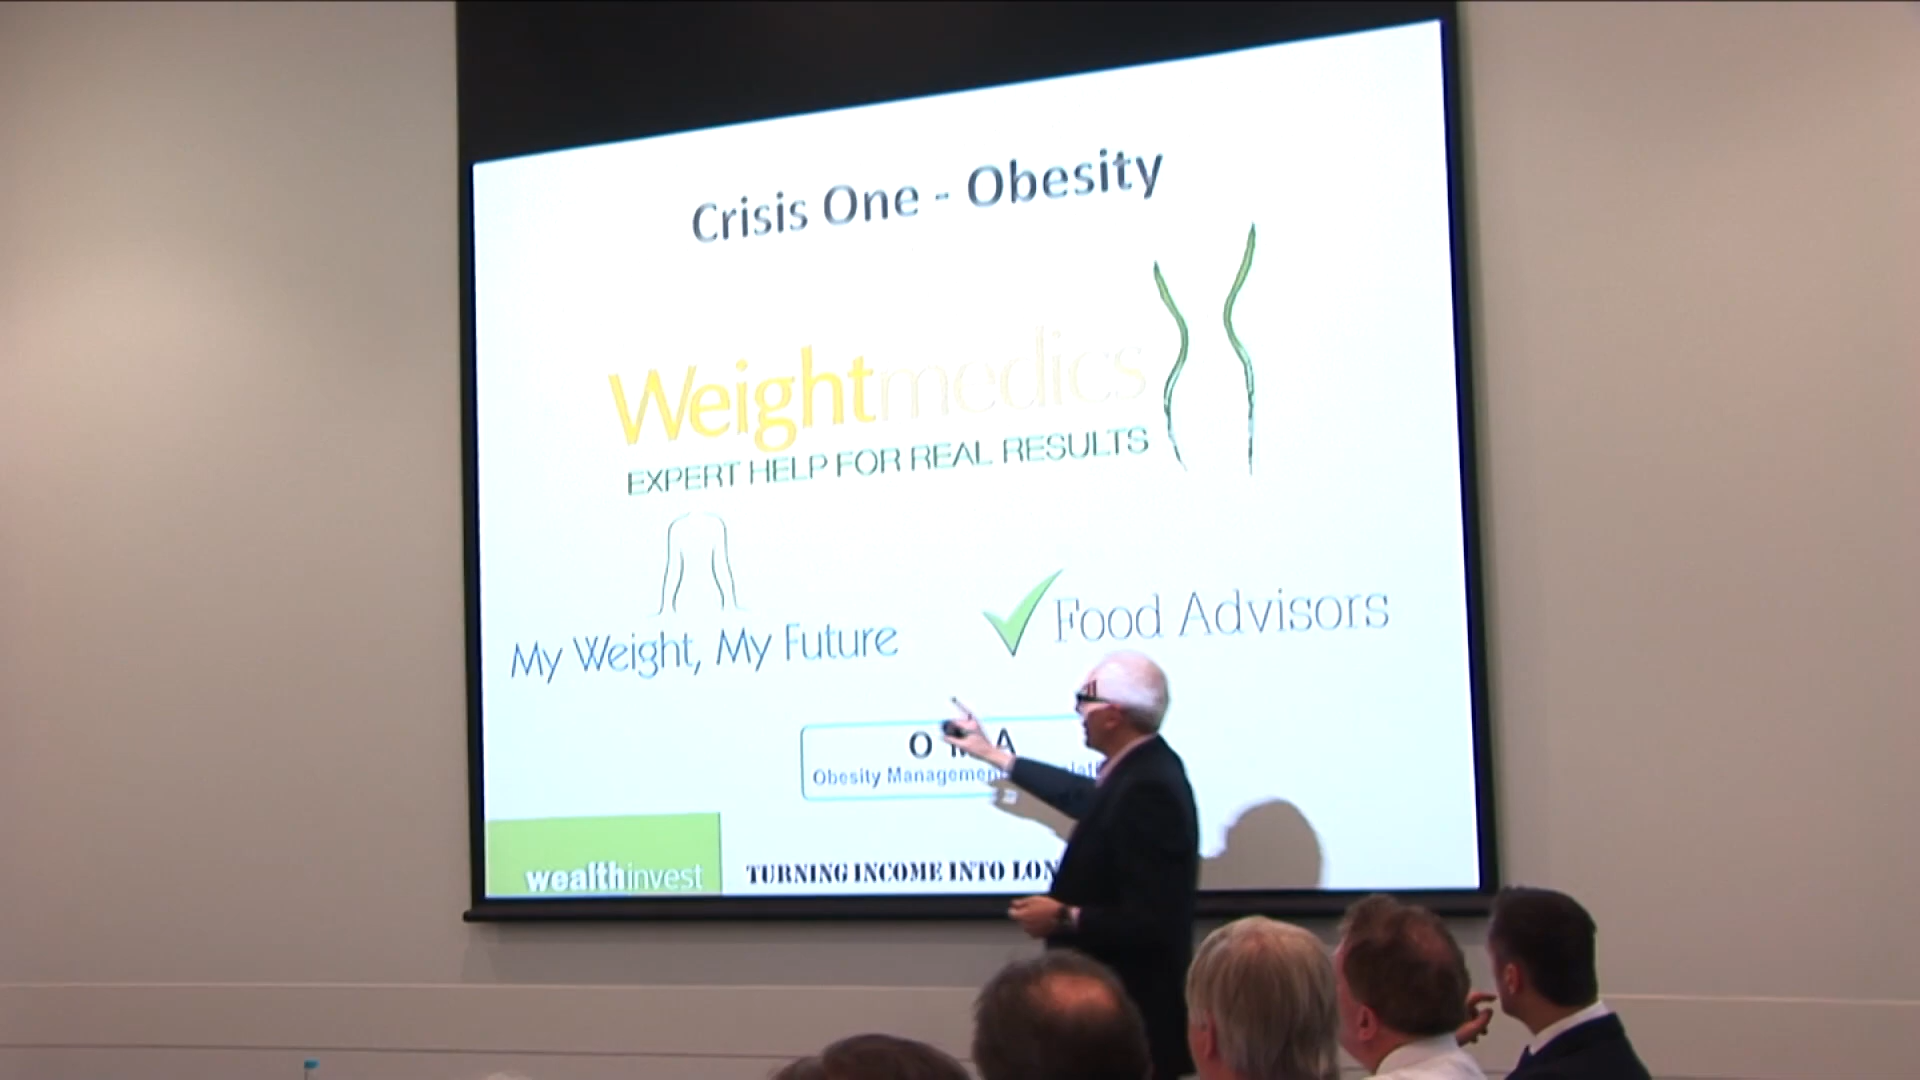 Crisis One - Obesity
Weightmedics
EXPERT HELP FOR REAL RESULTS
My Weight, My Future
Food Advisors
O M A
Obesity Management
wealthinvest
TURNING INCOME INTO